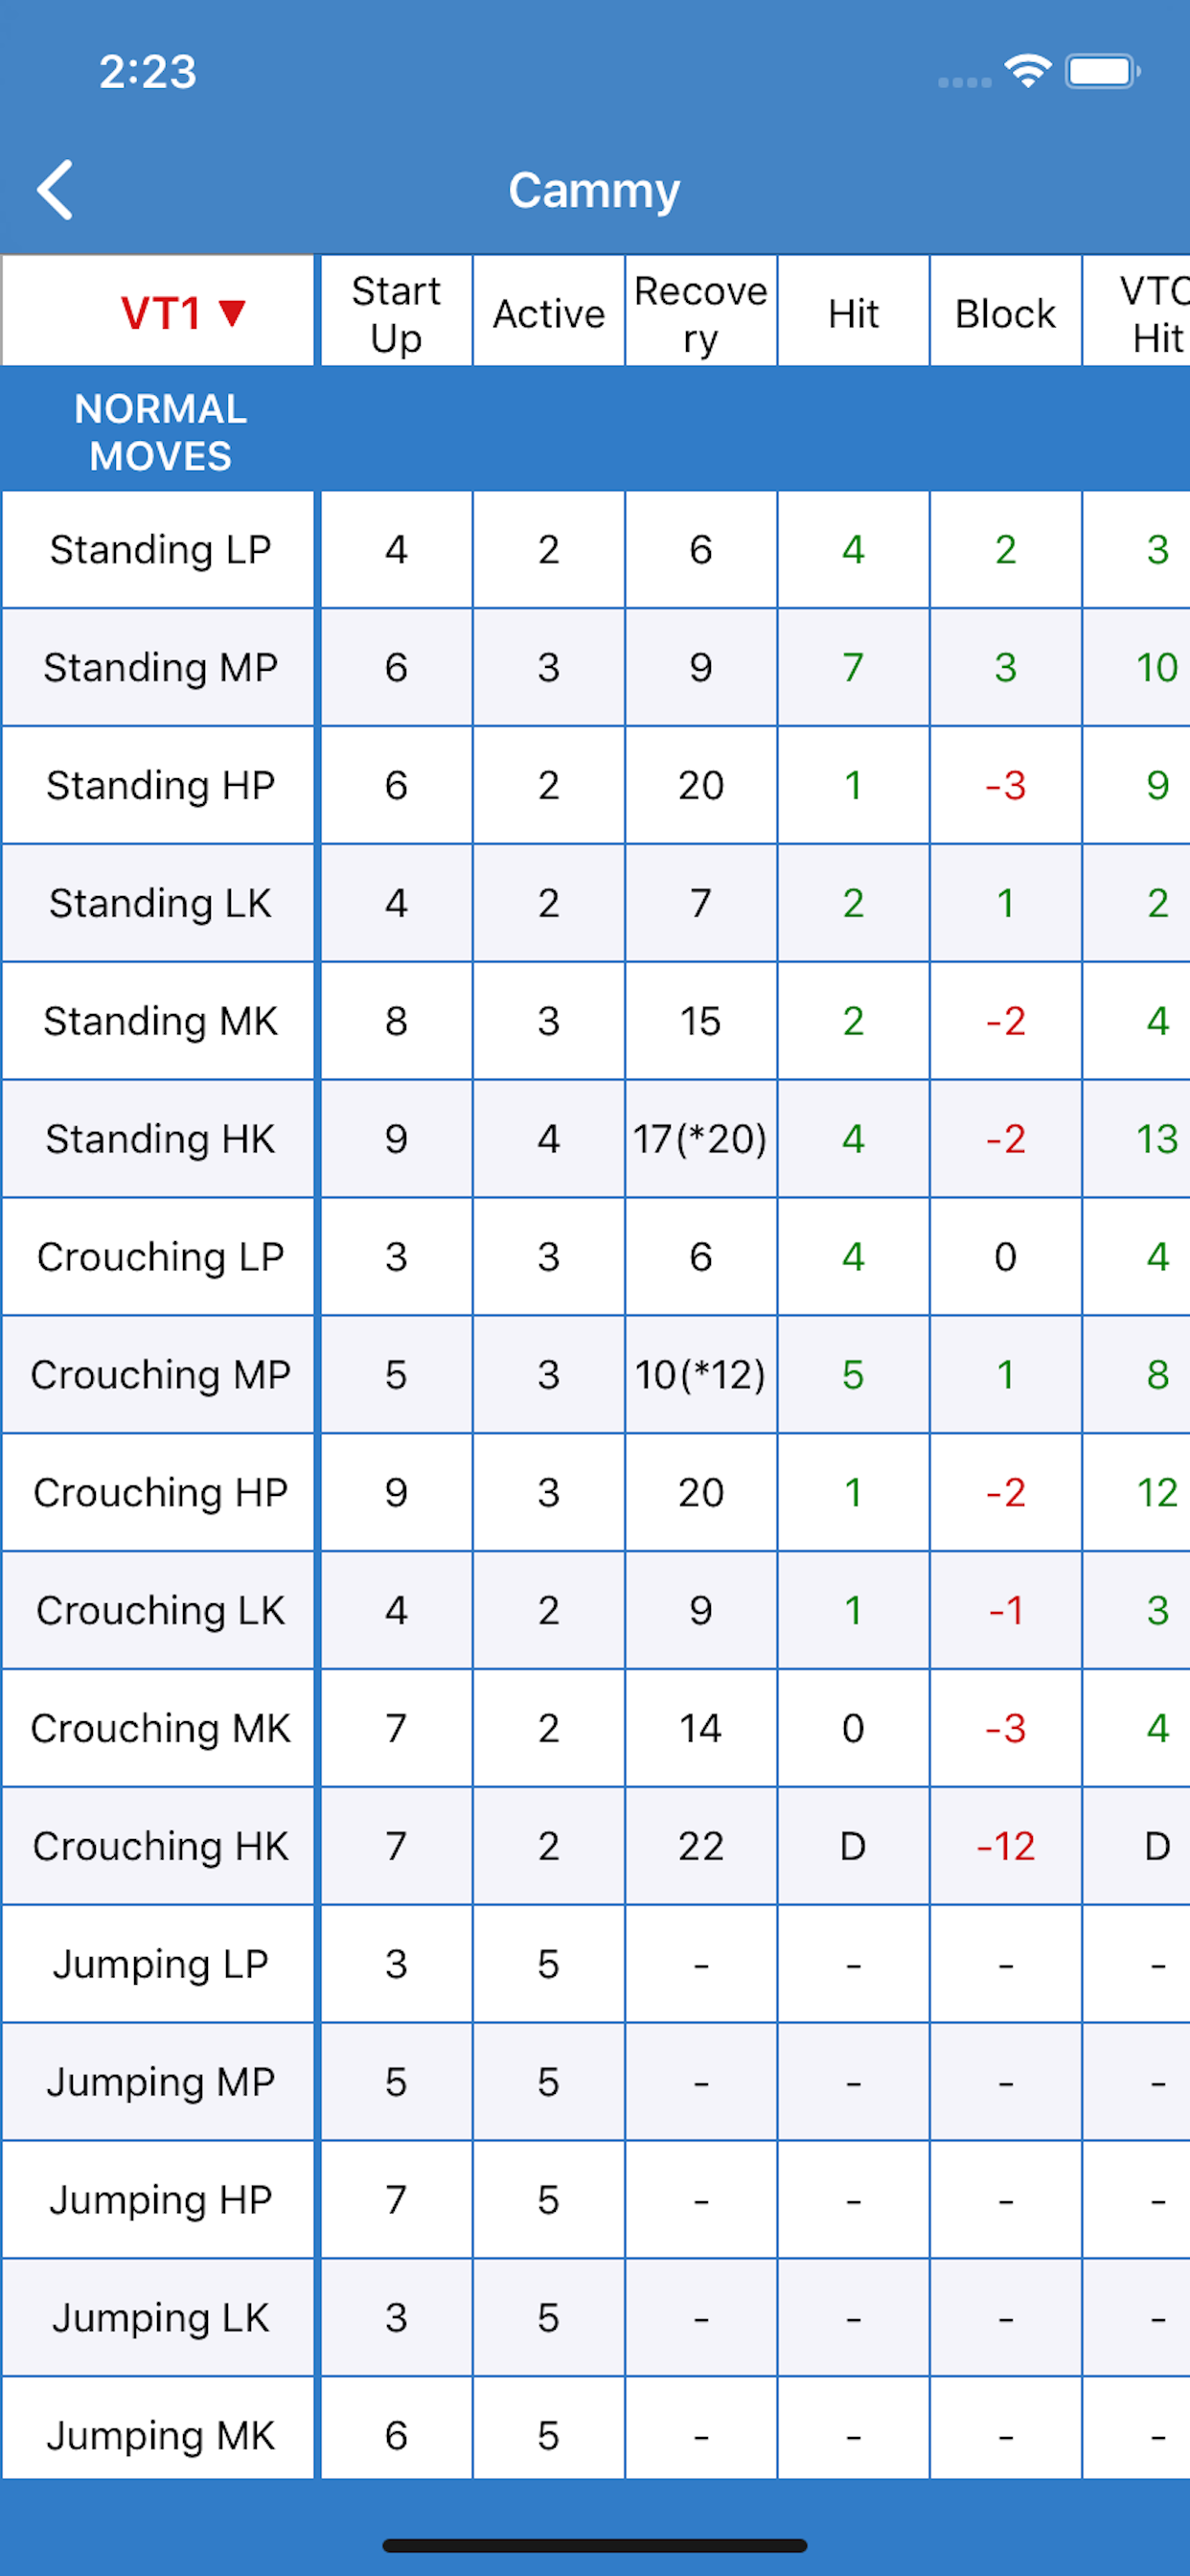 2:23
Cammy
VT1 ▼ Start Up Active Recovery Hit Block VTC Hit
NORMAL
MOVES
Standing LP 4 2 6 4 2 3
Standing MP 6 3 9 7 3 10
Standing HP 6 2 20 1 -3 9
Standing LK 4 2 7 2 1 2
Standing MK 8 3 15 2 -2 4
Standing HK 9 4 17(*20) 4 -2 13
Crouching LP 3 3 6 4 0 4
Crouching MP 5 3 10(*12) 5 1 8
Crouching HP 9 3 20 1 -2 12
Crouching LK 4 2 9 1 -1 3
Crouching MK 7 2 14 0 -3 4
Crouching HK 7 2 22 D -12 D
Jumping LP 3 5 - - - -
Jumping MP 5 5 - - - -
Jumping HP 7 5 - - - -
Jumping LK 3 5 - - - -
Jumping MK 6 5 - - - -